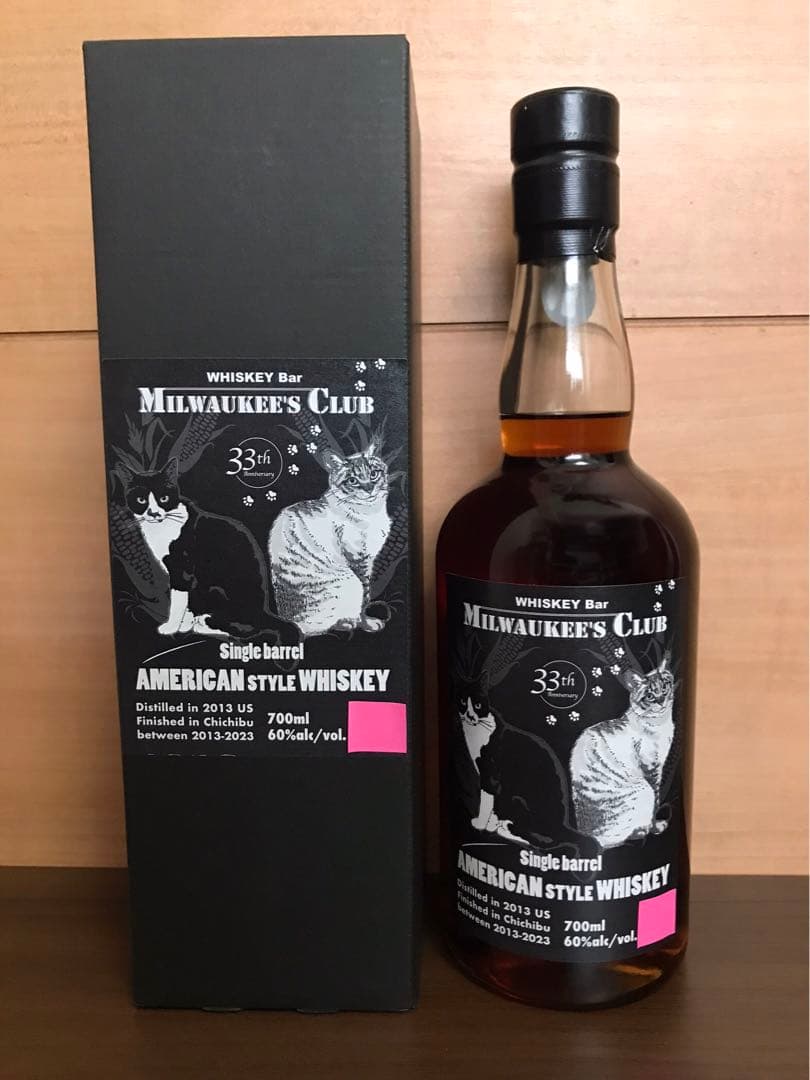 WHISKEY Bar
MILWAUKEE'S CLUB
33th
Anniversary
Single barrel
AMERICAN STYLE WHISKEY
Distilled in 2013 US
Finished in Chichibu
between 2013-2023
700ml
60%alc/vol.
WHISKEY Bar
MILWAUKEE'S CLUB
33th
Anniversary
Single barrel
AMERICAN STYLE WHISKEY
Distilled in 2013 US
Finished in Chichibu
between 2013-2023
700ml
60%alc/vol.